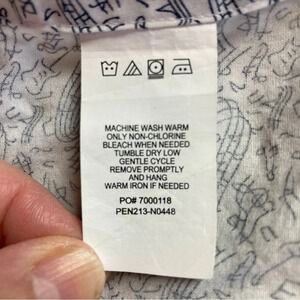 MACHINE WASH WARM
ONLY NON-CHLORINE
BLEACH WHEN NEEDED
TUMBLE DRY LOW
GENTLE CYCLE
REMOVE PROMPTLY
AND HANG
WARM IRON IF NEEDED
PO# 7000118
PEN213-N0448